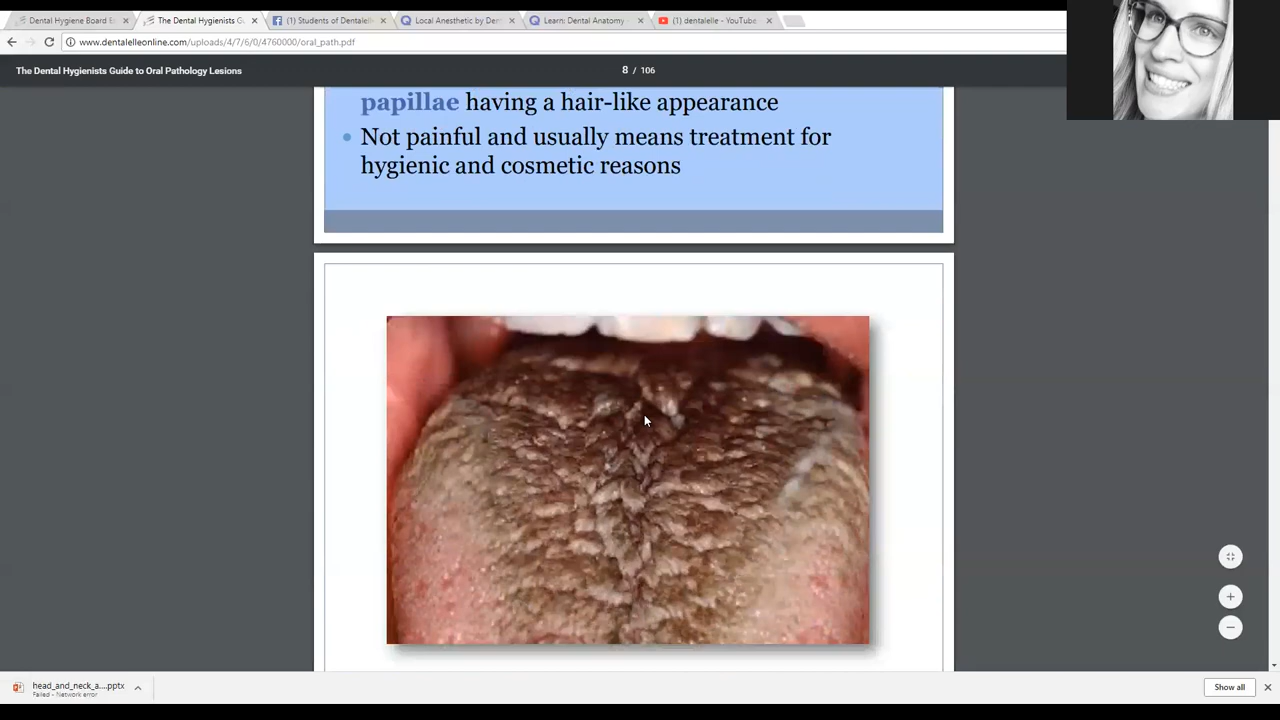 Dental Hygiene Board E
The Dental Hygienists G
(1) Students of Dentalelle
Local Anesthetic by Den
Learn: Dental Anatomy -
(1) dentalelle - YouTube
www.dentalelleonline.com/uploads/4/7/6/0/4760000/oral_path.pdf
The Dental Hygienists Guide to Oral Pathology Lesions
8 / 106
papillae having a hair-like appearance
• Not painful and usually means treatment for
hygienic and cosmetic reasons
head_and_neck_a....pptx
Failed - Network error
Show all